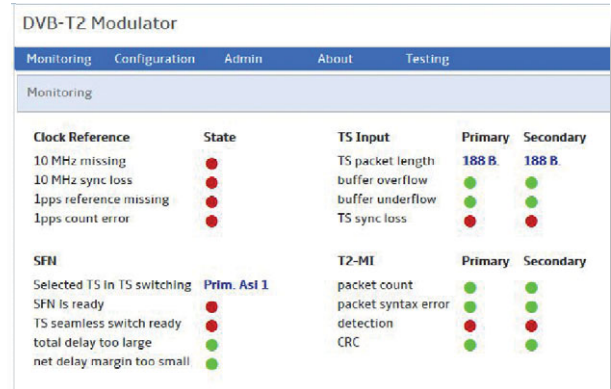 DVB-T2 Modulator
Monitoring Configuration Admin About Testing
Monitoring
Clock Reference State
10 MHz missing
10 MHz sync loss
1pps reference missing
1pps count error
TS Input Primary Secondary
TS packet length 188 B. 188 B.
buffer overflow
buffer underflow
TS sync loss
SFN
Selected TS in TS switching Prim. Asi 1
SFN is ready
TS seamless switch ready
total delay too large
net delay margin too small
T2-MI Primary Secondary
packet count
packet syntax error
detection
CRC